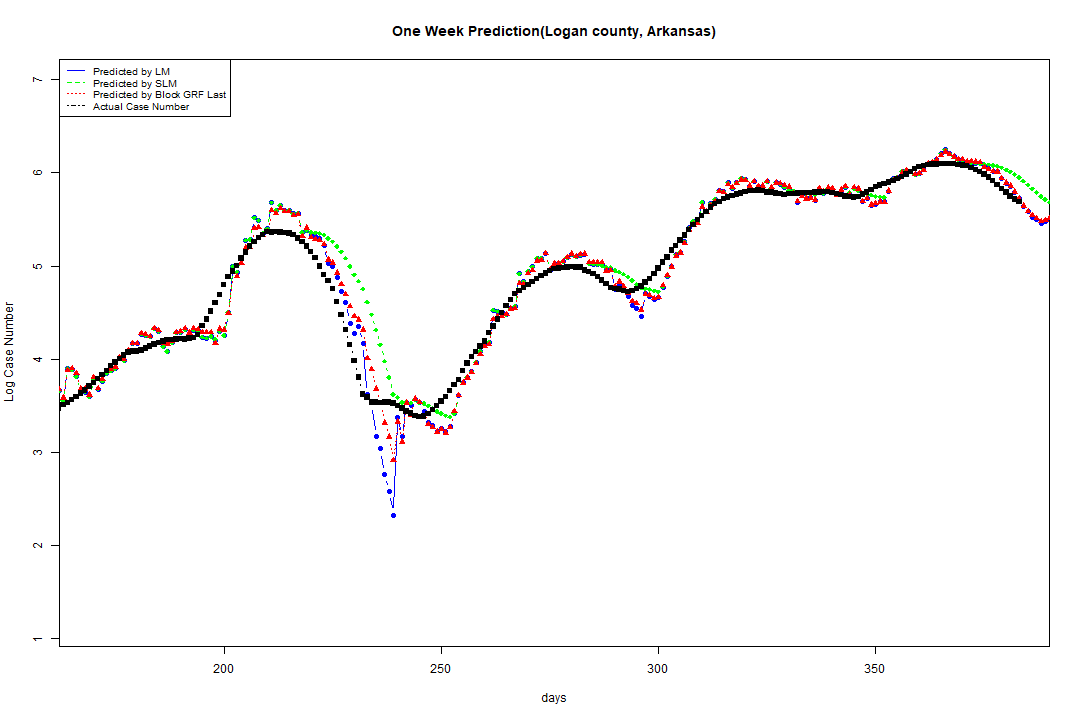 One Week Prediction(Logan county, Arkansas)
Predicted by LM
Predicted by SLM
Predicted by Block GRF Last
Actual Case Number
7
6
5
4
3
2
1
Log Case Number
200 250 300 350
days